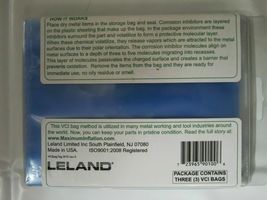 HOW IT WORKS
Place dry metal items in the storage bag and seal. Corrosion inhibitors are layered
on the plastic sheeting that make up the bag. In the package environment these
inhibitors surround the part and volatilise to form a protective molecular layer.
When these chemical volatilise, they release vapors which are attracted to the metal
surfaces due to their polar orientation. The corrosion inhibitor molecules align on
metal surfaces to a depth of three to five molecules migrating into recesses.
This layer of molecules passivates the charged surface and creates a barrier that
prevents oxidation. Remove the items from the bag and they are ready for
immediate use, no oily residue or smell.
This VCI bag method is utilized in many metal working and tool industries around
the world. Now, you can keep your parts in pristine condition. Read the full story at:
www.MaximumInflation.com
Leland Limited Inc South Plainfield, NJ 07080
Made in USA. ISO9001:2008 Registered
LELAND
1 23965 90100 6
PACKAGE CONTAINS
THREE (3) VCI BAGS